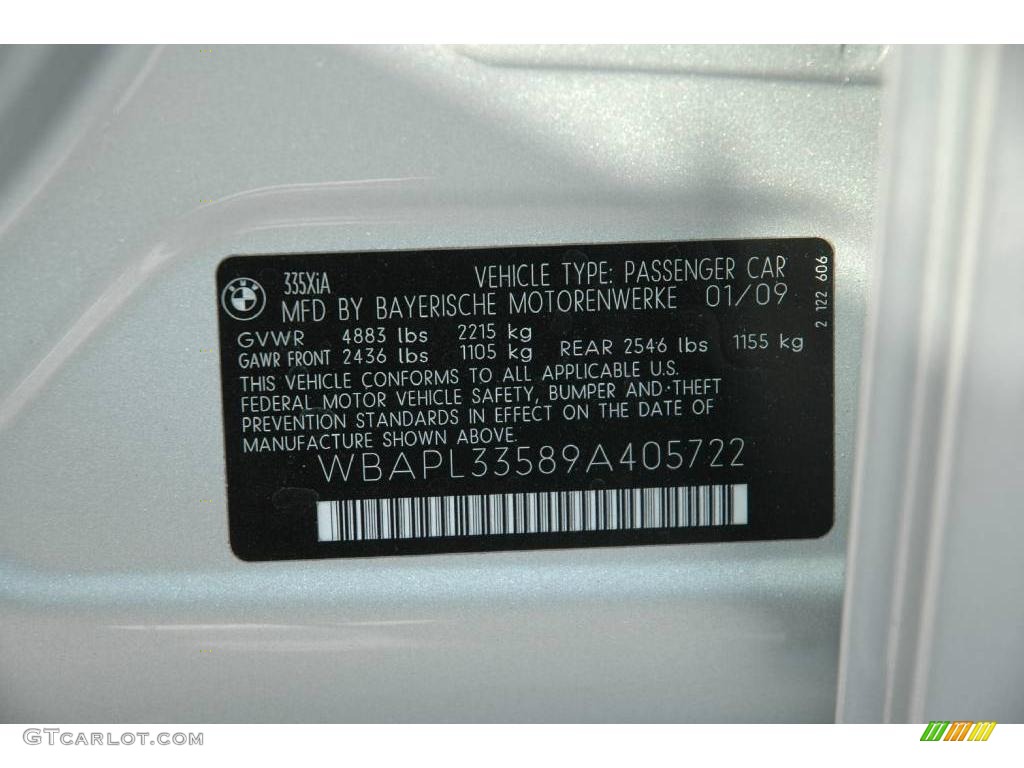 335XiA VEHICLE TYPE: PASSENGER CAR
MFD BY BAYERISCHE MOTORENWERKE 01/09
GVWR 4883 lbs 2215 kg
GAWR FRONT 2436 lbs 1105 kg REAR 2546 lbs 1155 kg
THIS VEHICLE CONFORMS TO ALL APPLICABLE U.S.
FEDERAL MOTOR VEHICLE SAFETY, BUMPER AND THEFT
PREVENTION STANDARDS IN EFFECT ON THE DATE OF
MANUFACTURE SHOWN ABOVE.
WBAPL33589A405722
2 122 606
BMW
GTCARLOT.COM